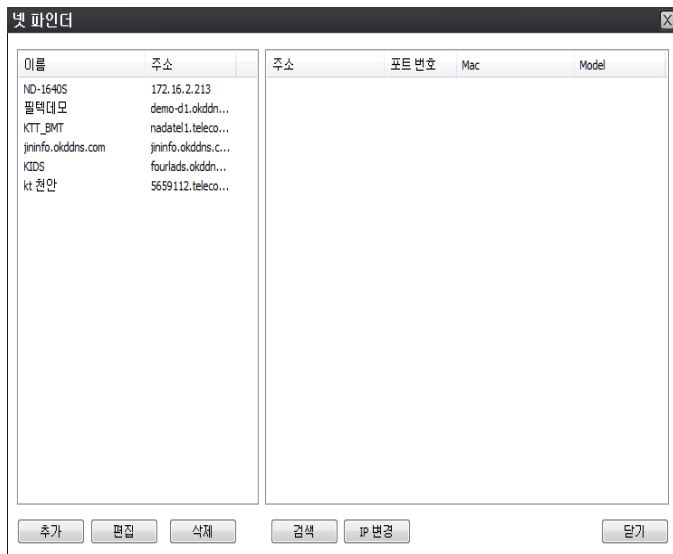 넷 파인더
이름 주소
주소 포트 번호 Mac Model
ND-1640S 172.16.2.213
필텍데모 demo-d1.okddn...
KTT_BMT nadatel1.teleco...
jininfo.okddns.com jininfo.okddns.c...
KIDS fourlads.okddn...
kt 천안 5659112.teleco...
추가 편집 삭제 검색 IP 변경 닫기